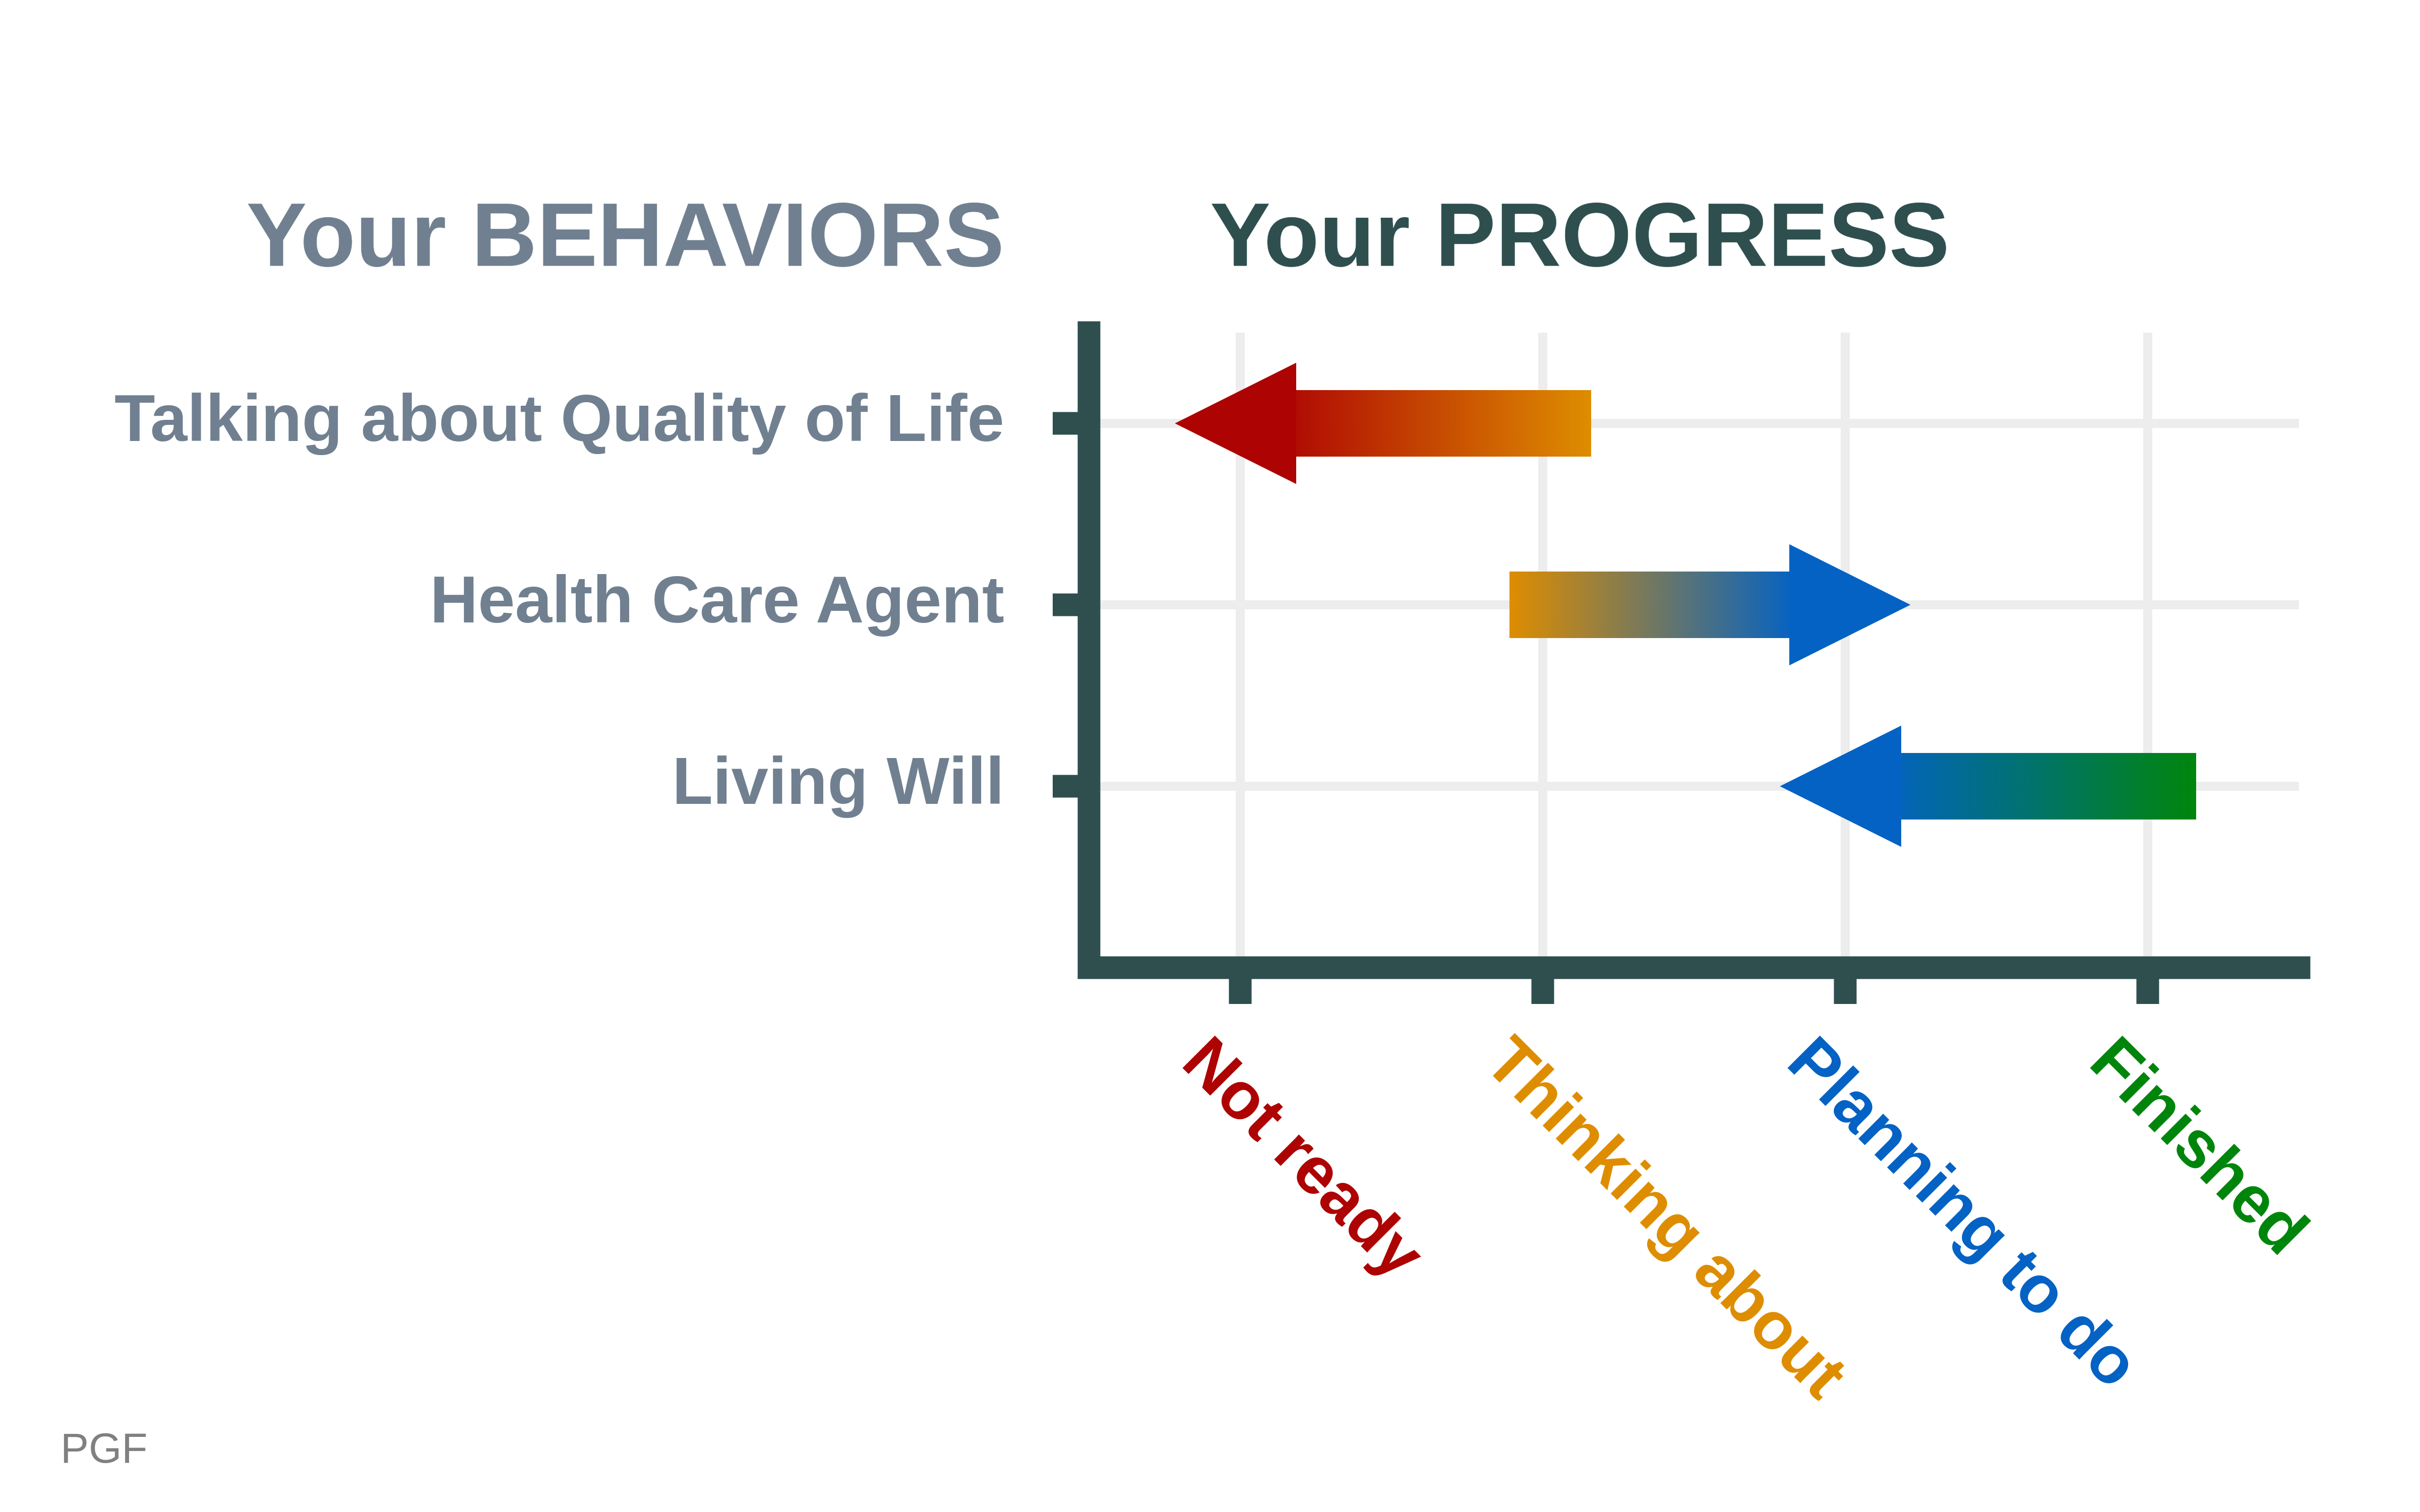 Your BEHAVIORS
Your PROGRESS
Talking about Quality of Life
Health Care Agent
Living Will
Not ready
Thinking about
Planning to do
Finished
PGF